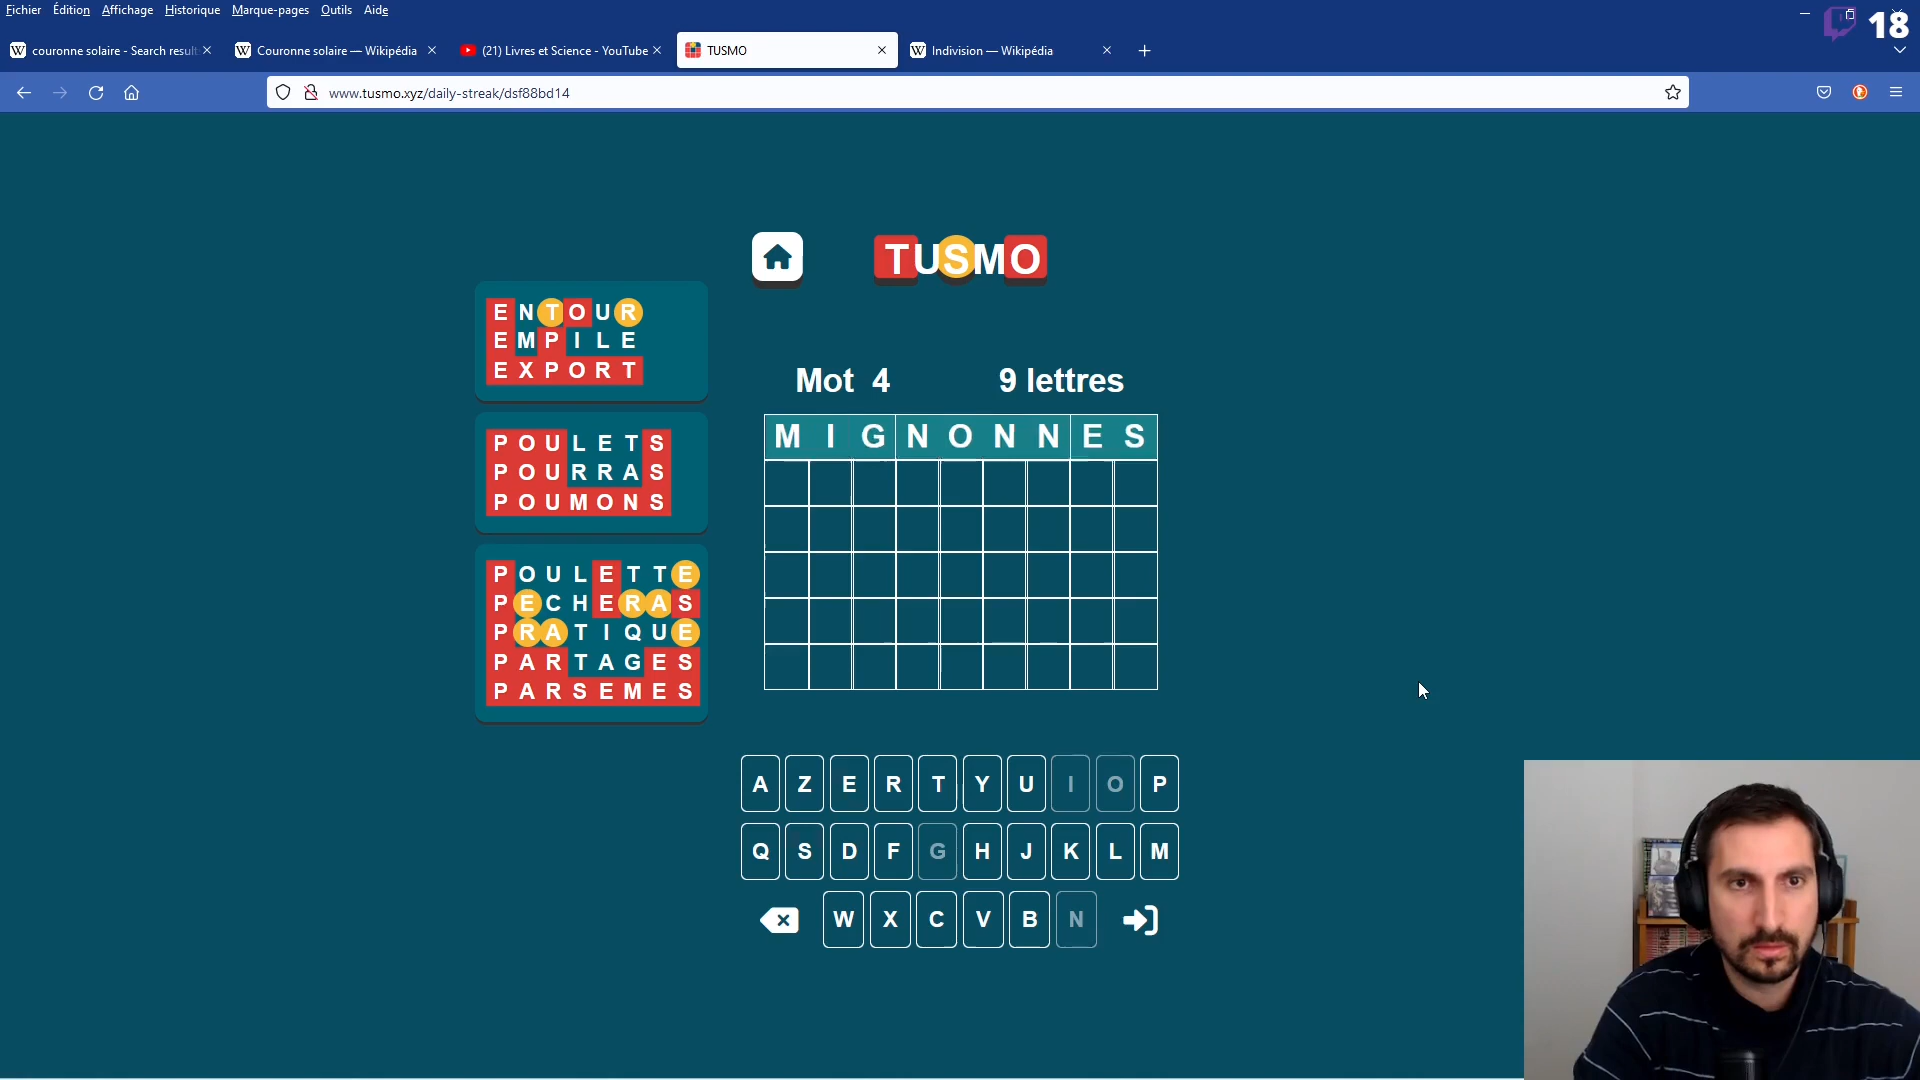 Fichier Édition Affichage Historique Marque-pages Outils Aide
18
couronne solaire - Search result
Couronne solaire — Wikipédia
(21) Livres et Science - YouTube
TUSMO
Indivision — Wikipédia
www.tusmo.xyz/daily-streak/dsf88bd14
TUSMO
ENTOUR
EMPILE
EXPORT
POULETS
POURRAS
POUMONS
POULETTE
PECHERAS
PRATIQUE
PARTAGES
PARSEMES
Mot 4 9 lettres
MIGNONNES
A Z E R T Y U I O P
Q S D F G H J K L M
W X C V B N